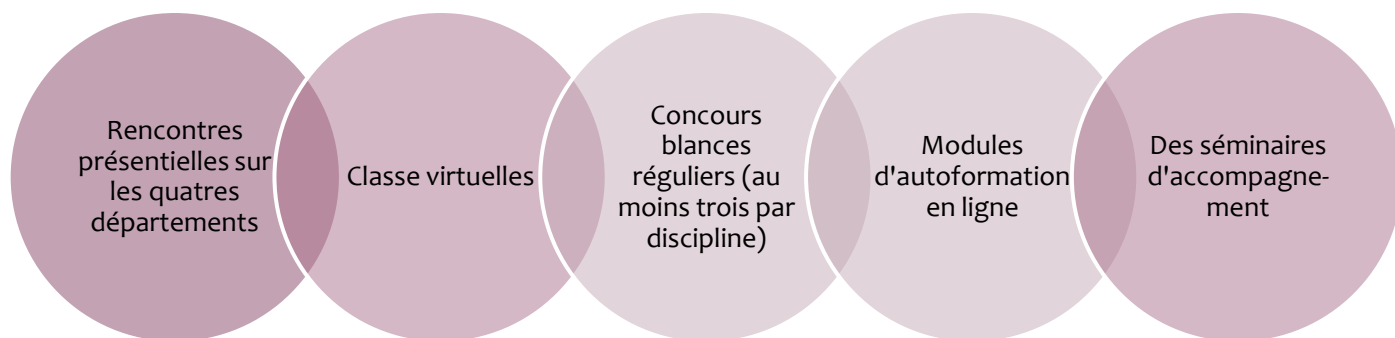 Rencontres
présentielles sur
les quatres
départements
Classe virtuelles
Concours
blances
réguliers (au
moins trois par
discipline)
Modules
d'autoformation
en ligne
Des séminaires
d'accompagne-
ment